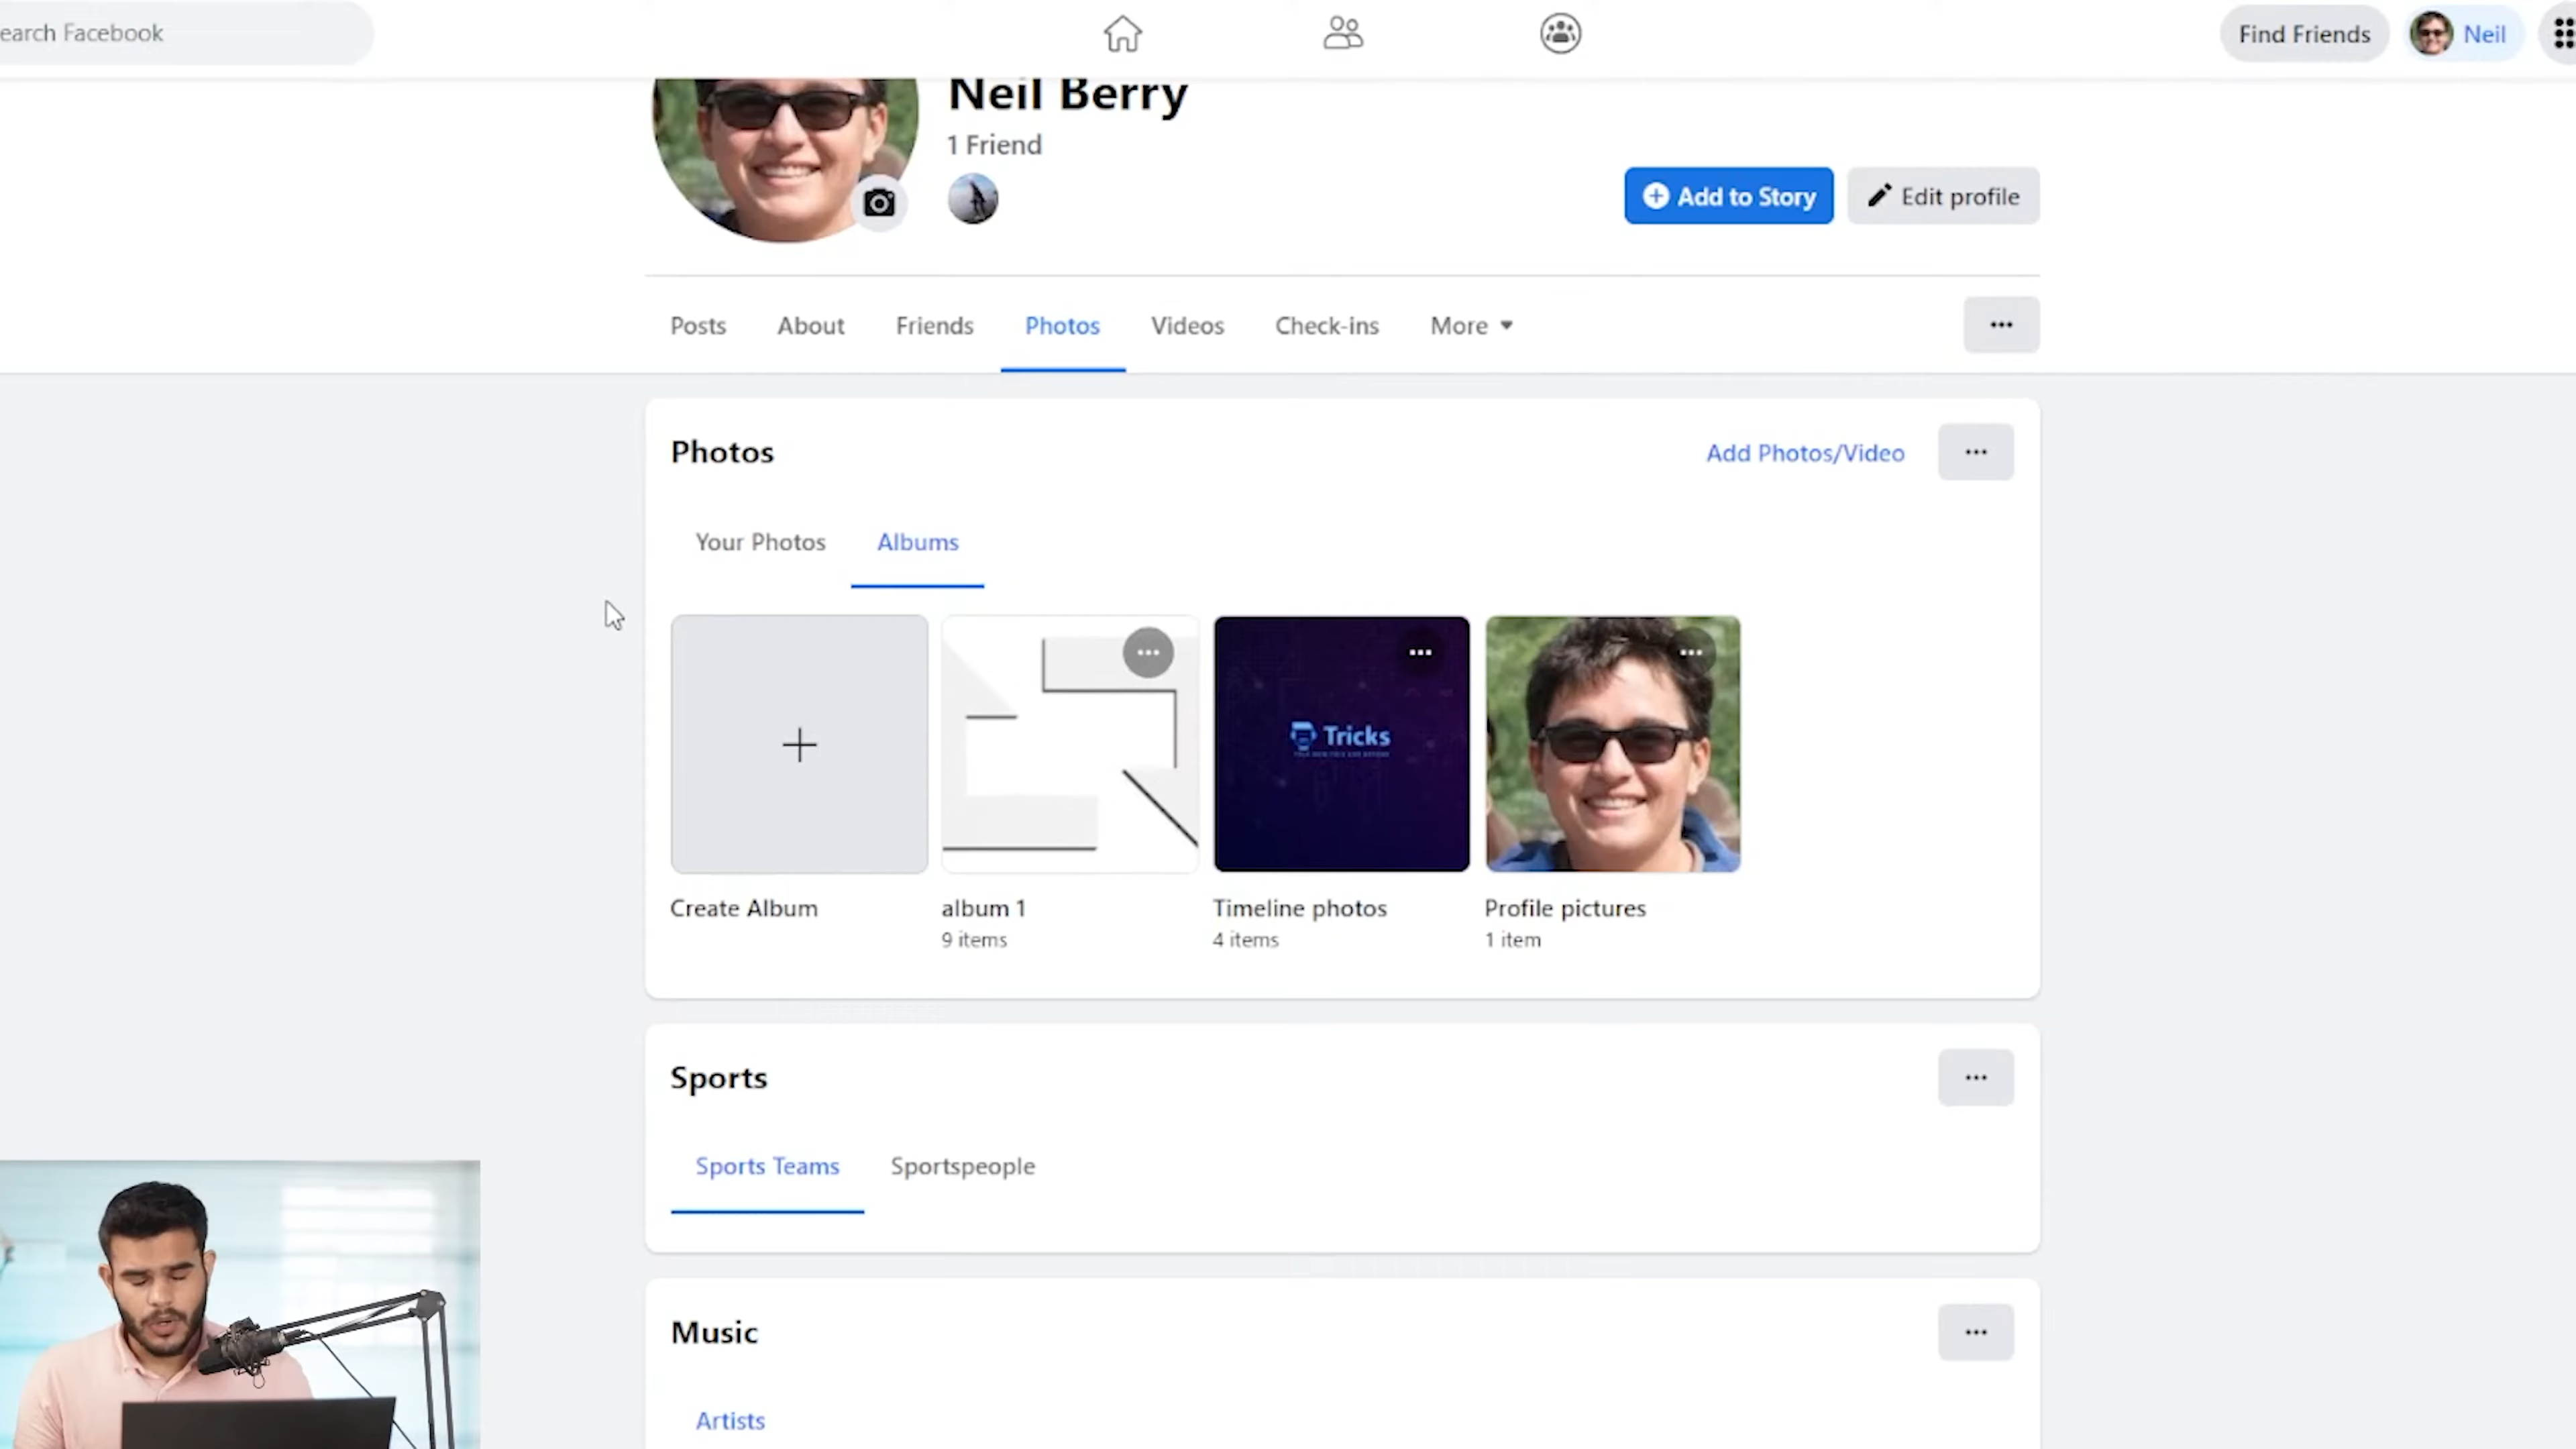 earch Facebook
Find Friends
Neil
Neil Berry
1 Friend
Add to Story
Edit profile
Posts
About
Friends
Photos
Videos
Check-ins
More
Photos
Add Photos/Video
Your Photos
Albums
Tricks
Create Album
album 1
Timeline photos
Profile pictures
9 items
4 items
1 item
Sports
Sports Teams
Sportspeople
Music
Artists